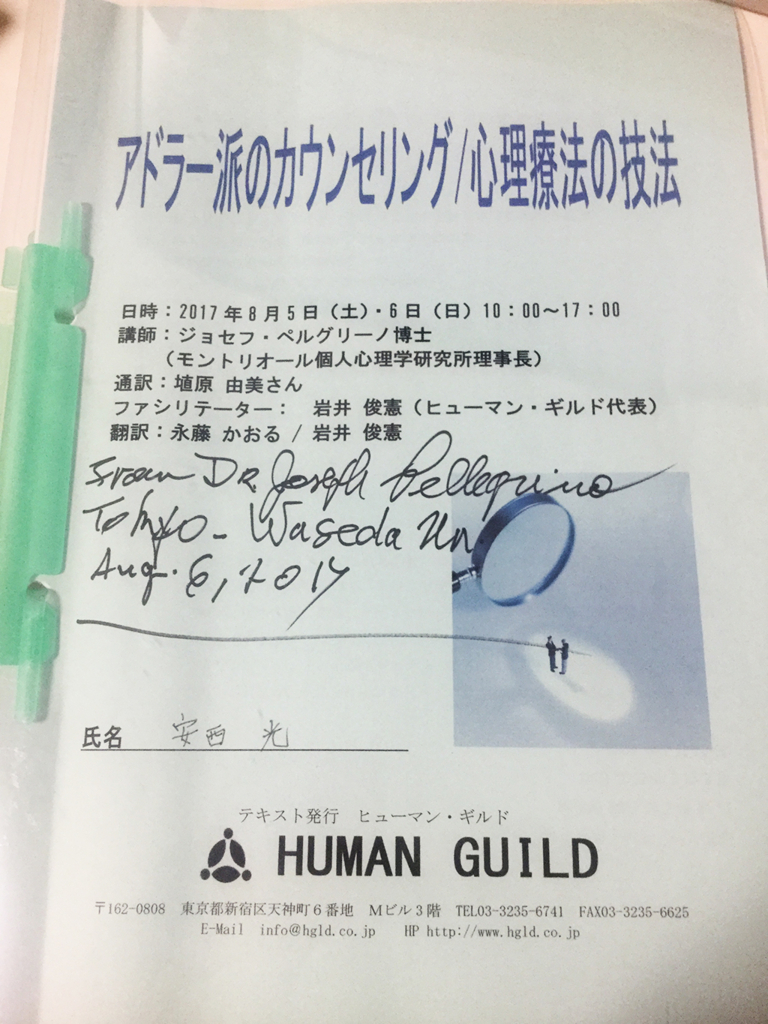 アドラー派のカウンセリング/心理療法の技法
日時：2017年8月5日（土）・6日（日）10：00～17：00
講師：ジョセフ・ペルグリーノ博士
（モントリオール個人心理学研究所理事長）
通訳：埴原 由美さん
ファシリテーター： 岩井 俊憲（ヒューマン・ギルド代表）
翻訳：永藤 かおる / 岩井 俊憲
From Dr. Joseph Pellegrino
Tokyo - Waseda Un
Aug. 6, 2017
氏名 安西 光
テキスト発行 ヒューマン・ギルド
HUMAN GUILD
〒162-0808 東京都新宿区天神町6番地 Mビル3階 TEL03-3235-6741 FAX03-3235-6625
E-Mail info@hgld.co.jp HP http://www.hgld.co.jp